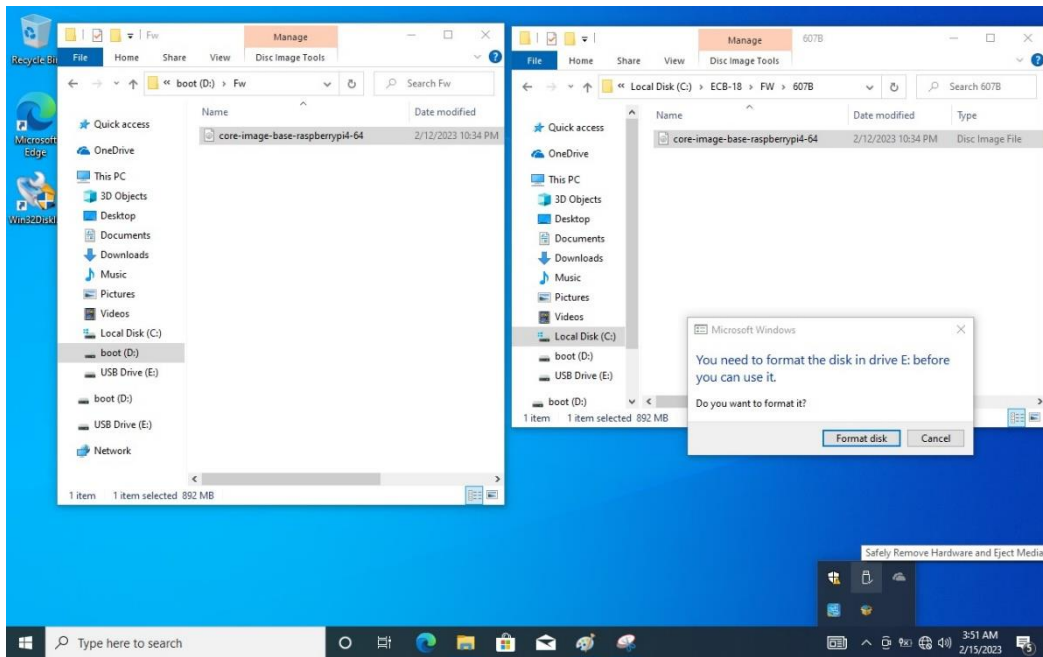 Recycle Bin
Microsoft
Edge
Win32Diskl
Fw
Manage
File
Home
Share
View
Disc Image Tools
« boot (D:) › Fw
Search Fw
Name
Date modified
core-image-base-raspberrypi4-64
2/12/2023 10:34 PM
Quick access
OneDrive
This PC
3D Objects
Desktop
Documents
Downloads
Music
Pictures
Videos
Local Disk (C:)
boot (D:)
USB Drive (E:)
boot (D:)
USB Drive (E:)
Network
1 item
1 item selected 892 MB
Manage
607B
File
Home
Share
View
Disc Image Tools
« Local Disk (C:) › ECB-18 › FW › 607B
Search 607B
Name
Date modified
Type
core-image-base-raspberrypi4-64
2/12/2023 10:34 PM
Disc Image File
Quick access
OneDrive
This PC
3D Objects
Desktop
Documents
Downloads
Music
Pictures
Videos
Local Disk (C:)
boot (D:)
USB Drive (E:)
boot (D:)
1 item
1 item selected 892 MB
Microsoft Windows
You need to format the disk in drive E: before
you can use it.
Do you want to format it?
Format disk
Cancel
Safely Remove Hardware and Eject Media
Type here to search
3:51 AM
2/15/2023
5